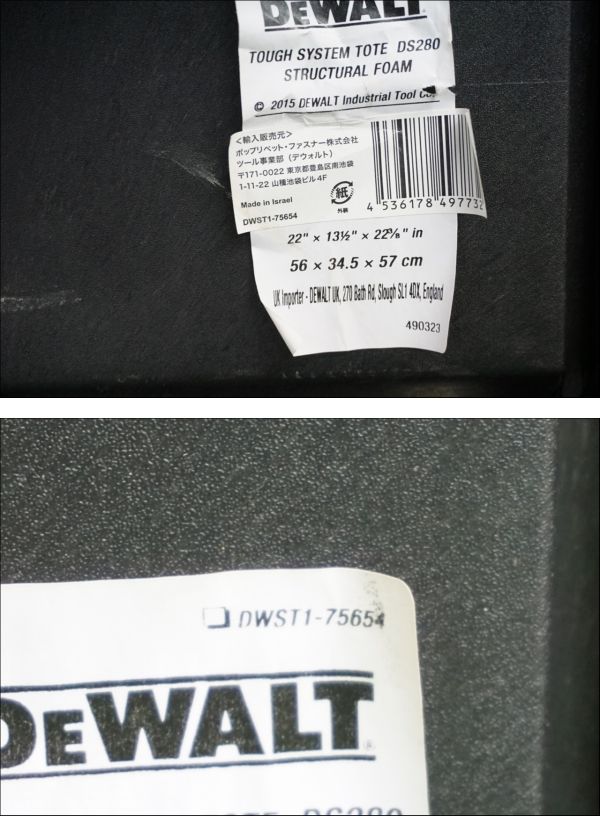 DEWALT
TOUGH SYSTEM TOTE DS280
STRUCTURAL FOAM
© 2015 DEWALT Industrial Tool Co.
<輸入販売元>
ポップリベット・ファスナー株式会社
ツール事業部（デウォルト）
〒171-0022 東京都豊島区南池袋
1-11-22 山種池袋ビル4F
Made in Israel
DWST1-75654
紙
外装
4 536178 497732
22" × 13½" × 22⅜" in
56 × 34.5 × 57 cm
UK Importer - DEWALT UK, 270 Bath Rd, Slough SL1 4DX, England
490323
DWST1-75654
DEWALT
DS280